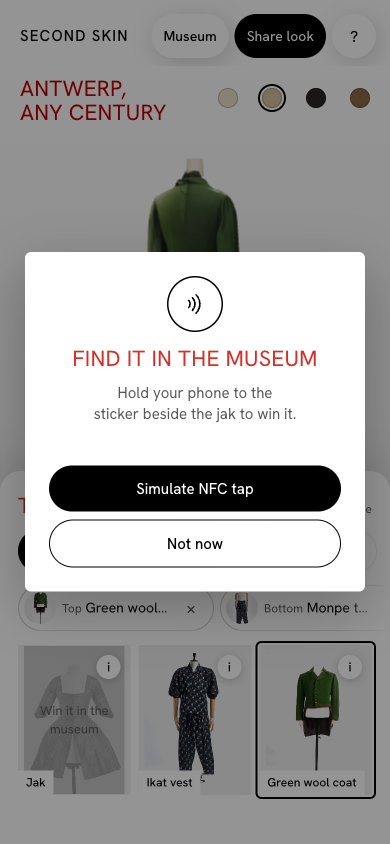 SECOND SKIN
Museum
Share look
?
ANTWERP,
ANY CENTURY
FIND IT IN THE MUSEUM
Hold your phone to the
sticker beside the jak to win it.
Simulate NFC tap
Not now
Top Green wool... ×
Bottom Monpe t...
Win it in the
museum
i
i
i
Jak
Ikat vest
Green wool coat